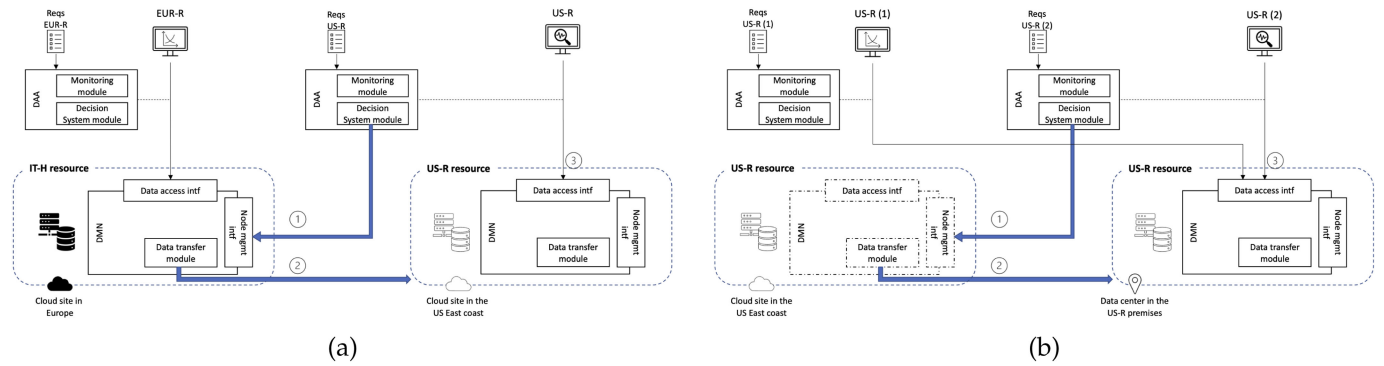 Reqs
EUR-R
EUR-R
Reqs
US-R
US-R
DAA
Monitoring
module
Decision
System module
DAA
Monitoring
module
Decision
System module
IT-H resource
Data access intf
DMN
Node mgmt
intf
Data transfer
module
Cloud site in
Europe
1
2
3
US-R resource
Data access intf
DMN
Node mgmt
intf
Data transfer
module
Cloud site in the
US East coast
(a)
Reqs
US-R (1)
US-R (1)
Reqs
US-R (2)
US-R (2)
DAA
Monitoring
module
Decision
System module
DAA
Monitoring
module
Decision
System module
US-R resource
Data access intf
DMN
Node mgmt
intf
Data transfer
module
Cloud site in the
US East coast
1
2
3
US-R resource
Data access intf
DMN
Node mgmt
intf
Data transfer
module
Data center in the
US-R premises
(b)